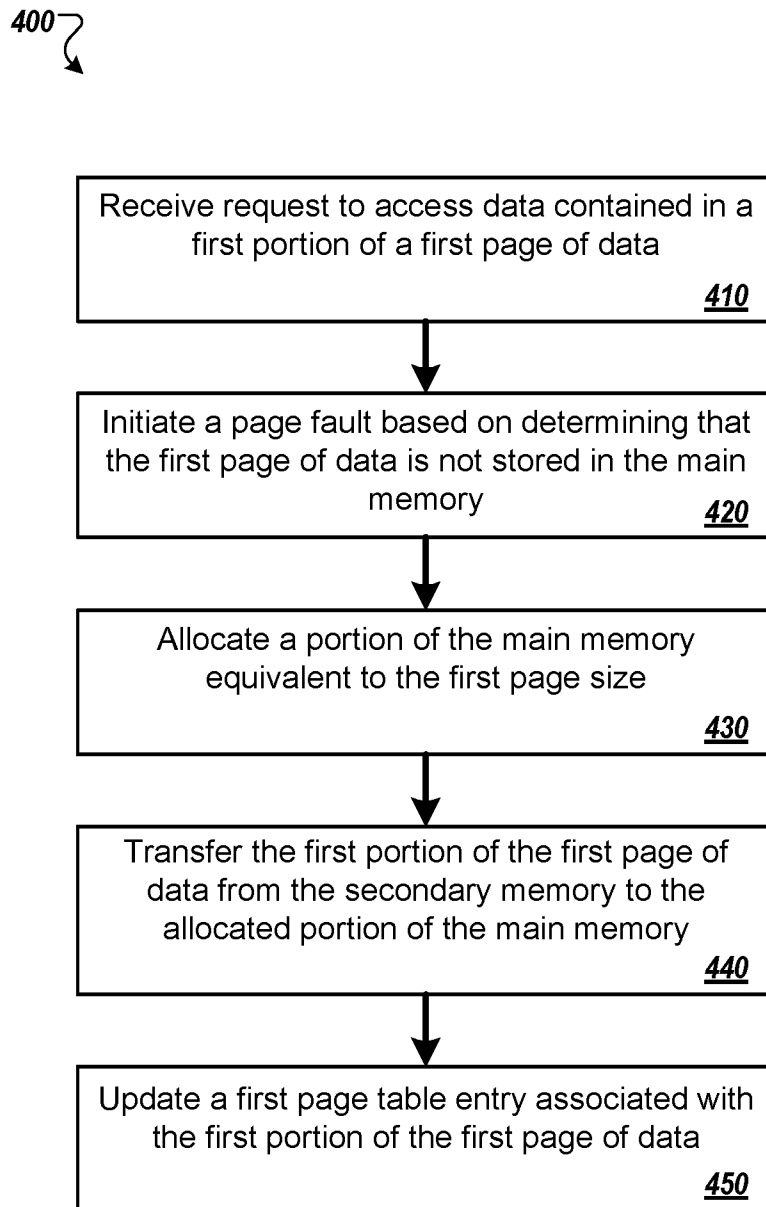 400
Receive request to access data contained in a
first portion of a first page of data
410
Initiate a page fault based on determining that
the first page of data is not stored in the main
memory
420
Allocate a portion of the main memory
equivalent to the first page size
430
Transfer the first portion of the first page of
data from the secondary memory to the
allocated portion of the main memory
440
Update a first page table entry associated with
the first portion of the first page of data
450